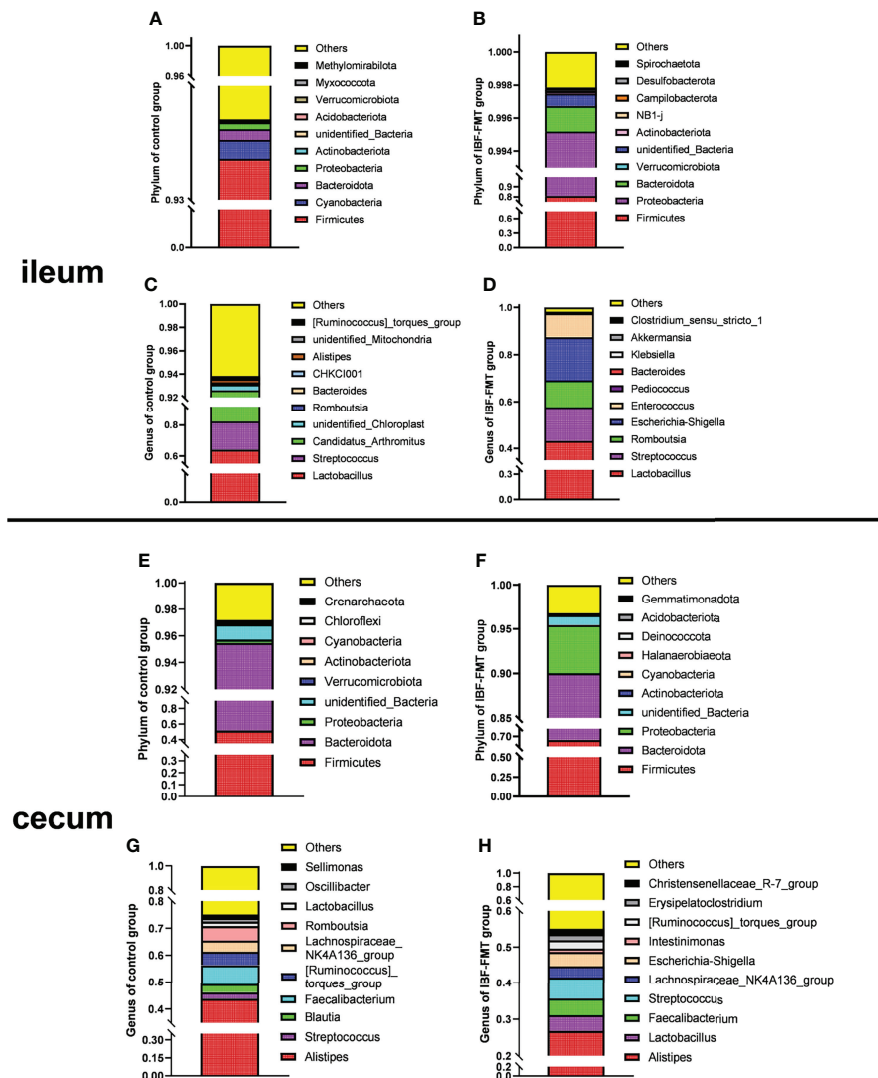 A
Phylum of control group
1.00
0.96
0.93
0.0
Others
Methylomirabilota
Myxococcota
Verrucomicrobiota
Acidobacteriota
unidentified_Bacteria
Actinobacteriota
Proteobacteria
Bacteroidota
Cyanobacteria
Firmicutes
B
Phylum of IBF-FMT group
1.000
0.998
0.996
0.994
0.9
0.8
0.6
0.3
0.0
Others
Spirochaetota
Desulfobacterota
Campilobacterota
NB1-j
Actinobacteriota
unidentified_Bacteria
Verrucomicrobiota
Bacteroidota
Proteobacteria
Firmicutes
ileum
C
Genus of control group
1.00
0.98
0.96
0.94
0.92
0.8
0.6
0.0
Others
[Ruminococcus]_torques_group
unidentified_Mitochondria
Alistipes
CHKCI001
Bacteroides
Romboutsia
unidentified_Chloroplast
Candidatus_Arthromitus
Streptococcus
Lactobacillus
D
Genus of IBF-FMT group
1.0
0.8
0.6
0.4
0.3
0.0
Others
Clostridium_sensu_stricto_1
Akkermansia
Klebsiella
Bacteroides
Pediococcus
Enterococcus
Escherichia-Shigella
Romboutsia
Streptococcus
Lactobacillus
E
Phylum of control group
1.00
0.98
0.96
0.94
0.92
0.8
0.6
0.4
0.3
0.2
0.1
0.0
Others
Crenarchaeota
Chloroflexi
Cyanobacteria
Actinobacteriota
Verrucomicrobiota
unidentified_Bacteria
Proteobacteria
Bacteroidota
Firmicutes
F
Phylum of IBF-FMT group
1.00
0.95
0.90
0.85
0.70
0.50
0.25
0.00
Others
Gemmatimonadota
Acidobacteriota
Deinococcota
Halanaerobiaeota
Cyanobacteria
Actinobacteriota
unidentified_Bacteria
Proteobacteria
Bacteroidota
Firmicutes
cecum
G
Genus of control group
1.0
0.8
0.8
0.7
0.6
0.5
0.4
0.30
0.15
0.00
Others
Sellimonas
Oscillibacter
Lactobacillus
Romboutsia
Lachnospiraceae_
NK4A136_group
[Ruminococcus]_
torques_group
Faecalibacterium
Blautia
Streptococcus
Alistipes
H
Genus of IBF-FMT group
1.0
0.8
0.6
0.6
0.5
0.4
0.3
0.2
0.2
0.0
Others
Christensenellaceae_R-7_group
Erysipelatoclostridium
[Ruminococcus]_torques_group
Intestinimonas
Escherichia-Shigella
Lachnospiraceae_NK4A136_group
Streptococcus
Faecalibacterium
Lactobacillus
Alistipes